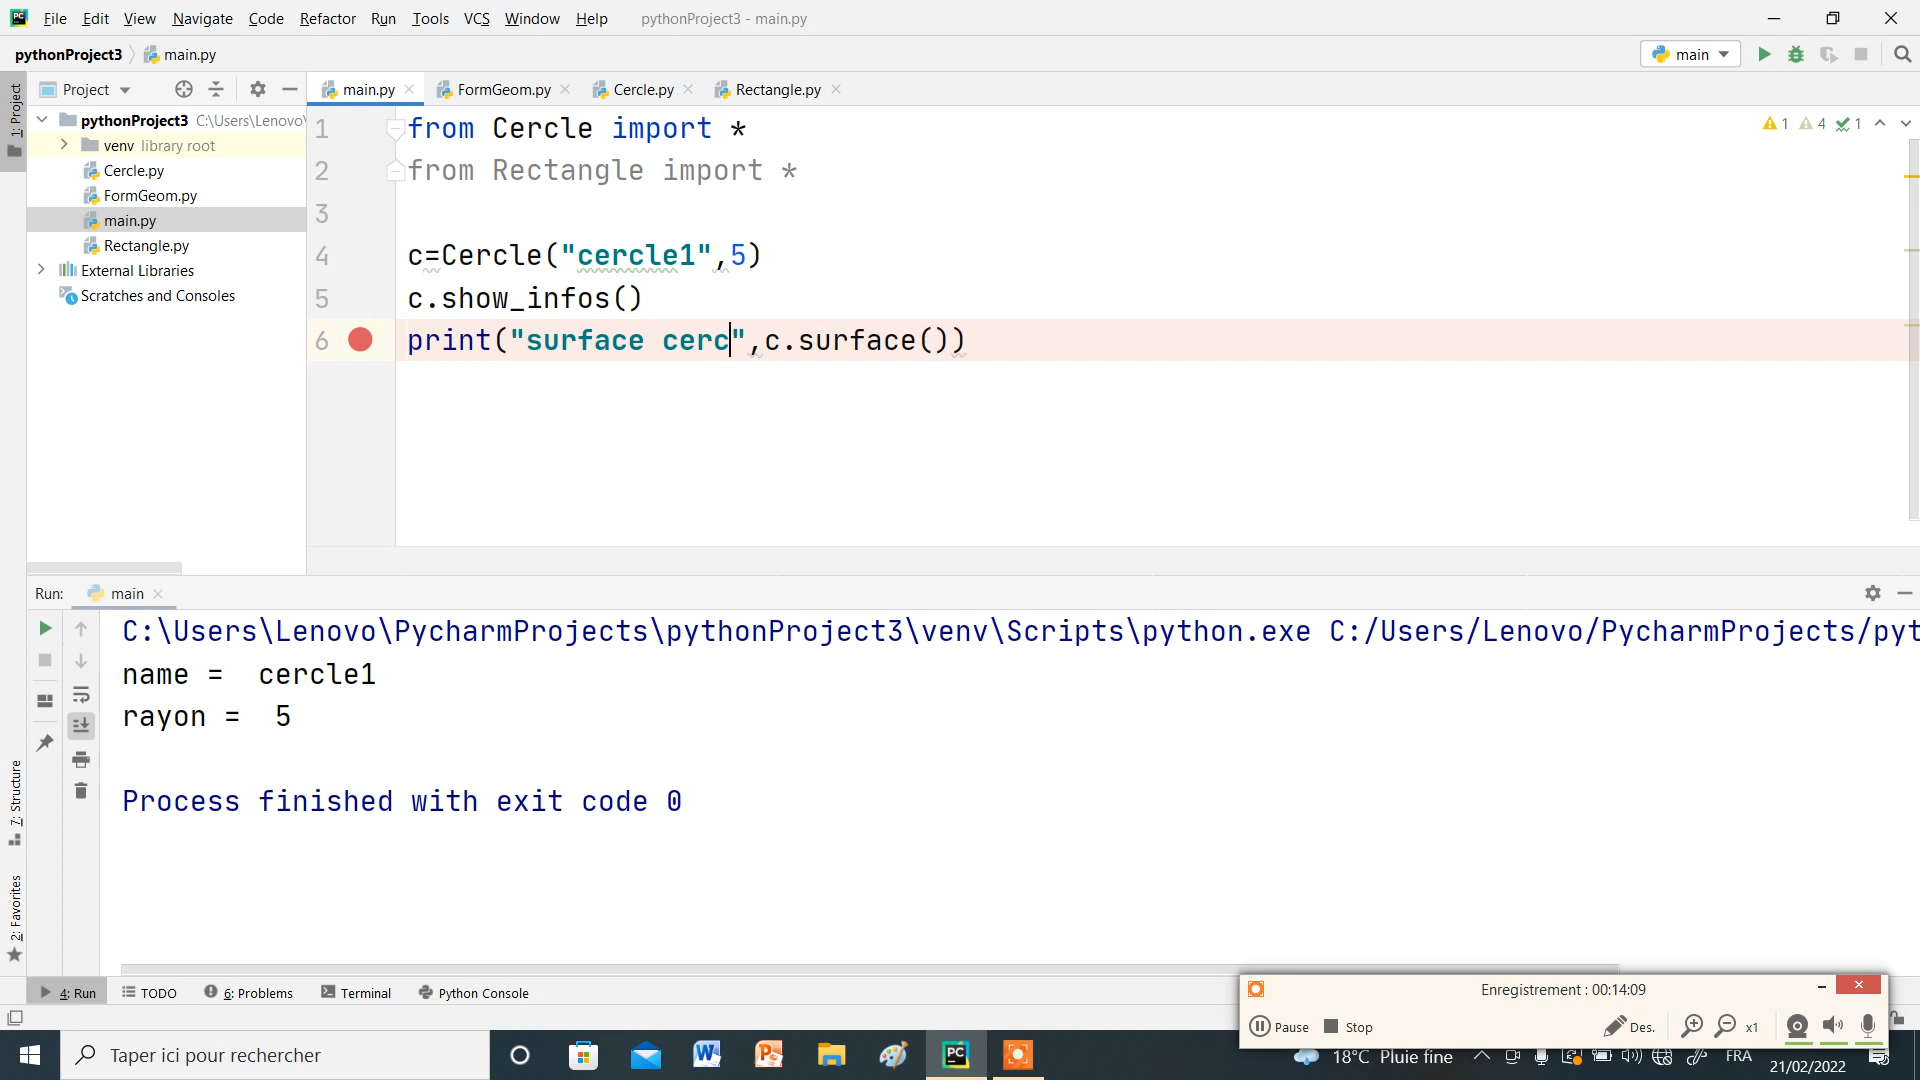 File Edit View Navigate Code Refactor Run Tools VCS Window Help pythonProject3 - main.py
pythonProject3 main.py
main
1: Project
Project
main.py FormGeom.py Cercle.py Rectangle.py
pythonProject3 C:\Users\Lenovo\
venv library root
Cercle.py
FormGeom.py
main.py
Rectangle.py
External Libraries
Scratches and Consoles
1 from Cercle import *
2 from Rectangle import *
3
4 c=Cercle("cercle1",5)
5 c.show_infos()
6 print("surface cerc",c.surface())
1 4 1
Run: main
C:\Users\Lenovo\PycharmProjects\pythonProject3\venv\Scripts\python.exe C:/Users/Lenovo/PycharmProjects/pyt
name = cercle1
rayon = 5
Process finished with exit code 0
7: Structure
2: Favorites
4: Run TODO 6: Problems Terminal Python Console
Enregistrement : 00:14:09
Pause Stop Des. x1
Taper ici pour rechercher
18°C Pluie fine FRA
21/02/2022